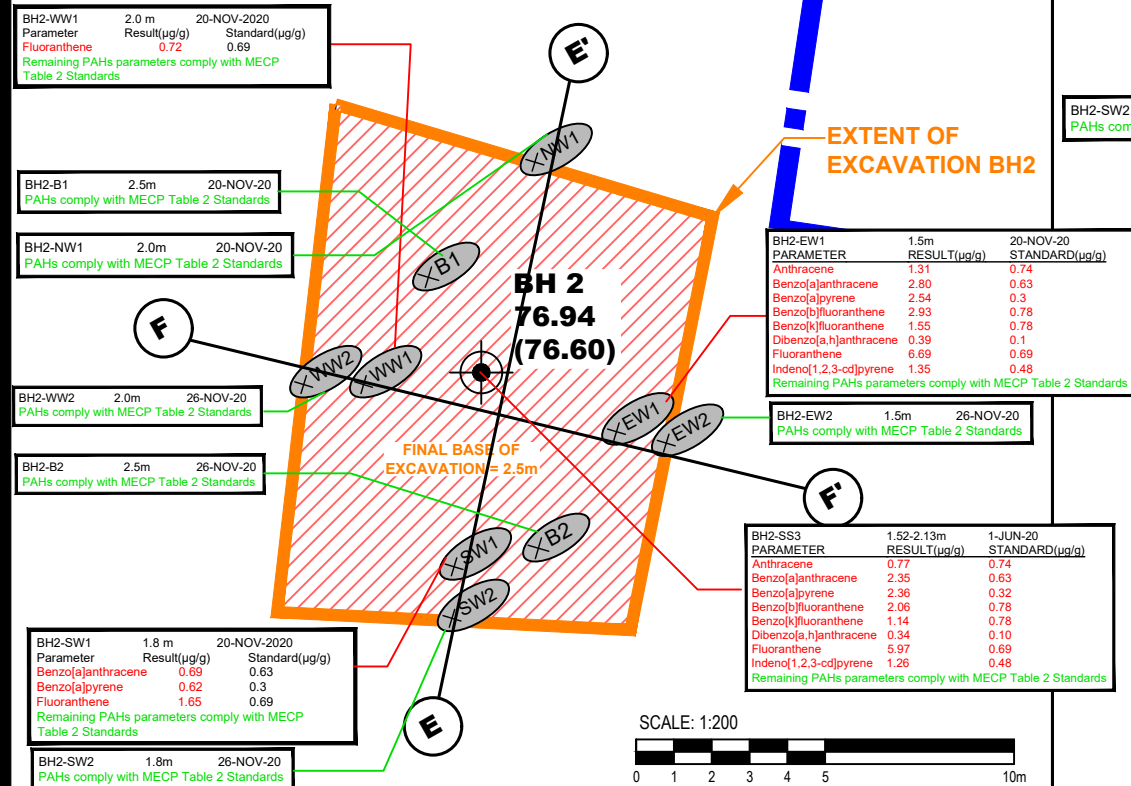 BH2-WW1 2.0 m 20-NOV-2020
Parameter Result(µg/g) Standard(µg/g)
Fluoranthene 0.72 0.69
Remaining PAHs parameters comply with MECP
Table 2 Standards
E'
BH2-SW2
PAHs com
EXTENT OF
EXCAVATION BH2
NW1
BH2-B1 2.5m 20-NOV-20
PAHs comply with MECP Table 2 Standards
BH2-NW1 2.0m 20-NOV-20
PAHs comply with MECP Table 2 Standards
B1
BH 2
76.94
(76.60)
BH2-EW1 1.5m 20-NOV-20
PARAMETER RESULT(µg/g) STANDARD(µg/g)
Anthracene 1.31 0.74
Benzo[a]anthracene 2.80 0.63
Benzo[a]pyrene 2.54 0.3
Benzo[b]fluoranthene 2.93 0.78
Benzo[k]fluoranthene 1.55 0.78
Dibenzo[a,h]anthracene 0.39 0.1
Fluoranthene 6.69 0.69
Indeno[1,2,3-cd]pyrene 1.35 0.48
Remaining PAHs parameters comply with MECP Table 2 Standards
F
WW2
WW1
BH2-WW2 2.0m 26-NOV-20
PAHs comply with MECP Table 2 Standards
EW1
EW2
BH2-EW2 1.5m 26-NOV-20
PAHs comply with MECP Table 2 Standards
FINAL BASE OF
EXCAVATION = 2.5m
BH2-B2 2.5m 26-NOV-20
PAHs comply with MECP Table 2 Standards
F'
B2
SW1
SW2
BH2-SS3 1.52-2.13m 1-JUN-20
PARAMETER RESULT(µg/g) STANDARD(µg/g)
Anthracene 0.77 0.74
Benzo[a]anthracene 2.35 0.63
Benzo[a]pyrene 2.36 0.32
Benzo[b]fluoranthene 2.06 0.78
Benzo[k]fluoranthene 1.14 0.78
Dibenzo[a,h]anthracene 0.34 0.10
Fluoranthene 5.97 0.69
Indeno[1,2,3-cd]pyrene 1.26 0.48
Remaining PAHs parameters comply with MECP Table 2 Standards
BH2-SW1 1.8 m 20-NOV-2020
Parameter Result(µg/g) Standard(µg/g)
Benzo[a]anthracene 0.69 0.63
Benzo[a]pyrene 0.62 0.3
Fluoranthene 1.65 0.69
Remaining PAHs parameters comply with MECP
Table 2 Standards
E
BH2-SW2 1.8m 26-NOV-20
PAHs comply with MECP Table 2 Standards
SCALE: 1:200
0 1 2 3 4 5 10m